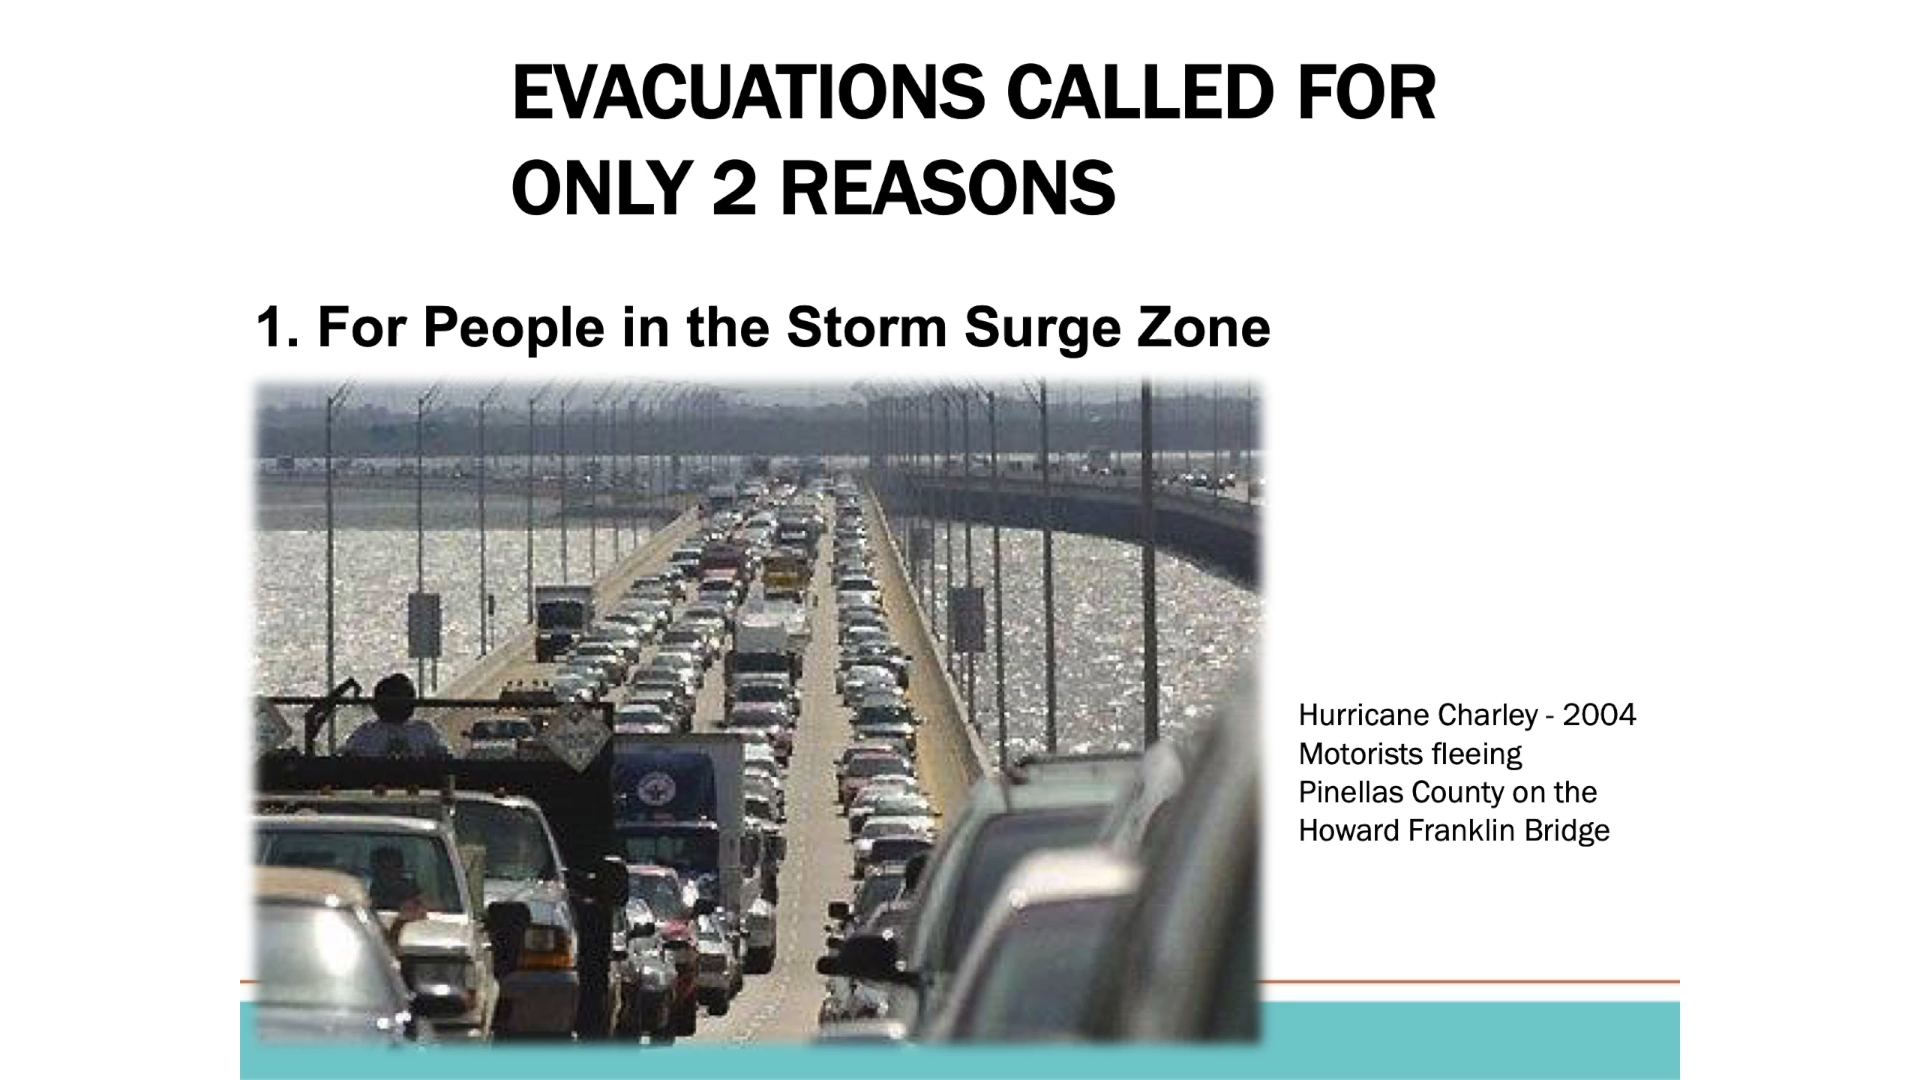 EVACUATIONS CALLED FOR
ONLY 2 REASONS
1. For People in the Storm Surge Zone
Hurricane Charley - 2004
Motorists fleeing
Pinellas County on the
Howard Franklin Bridge